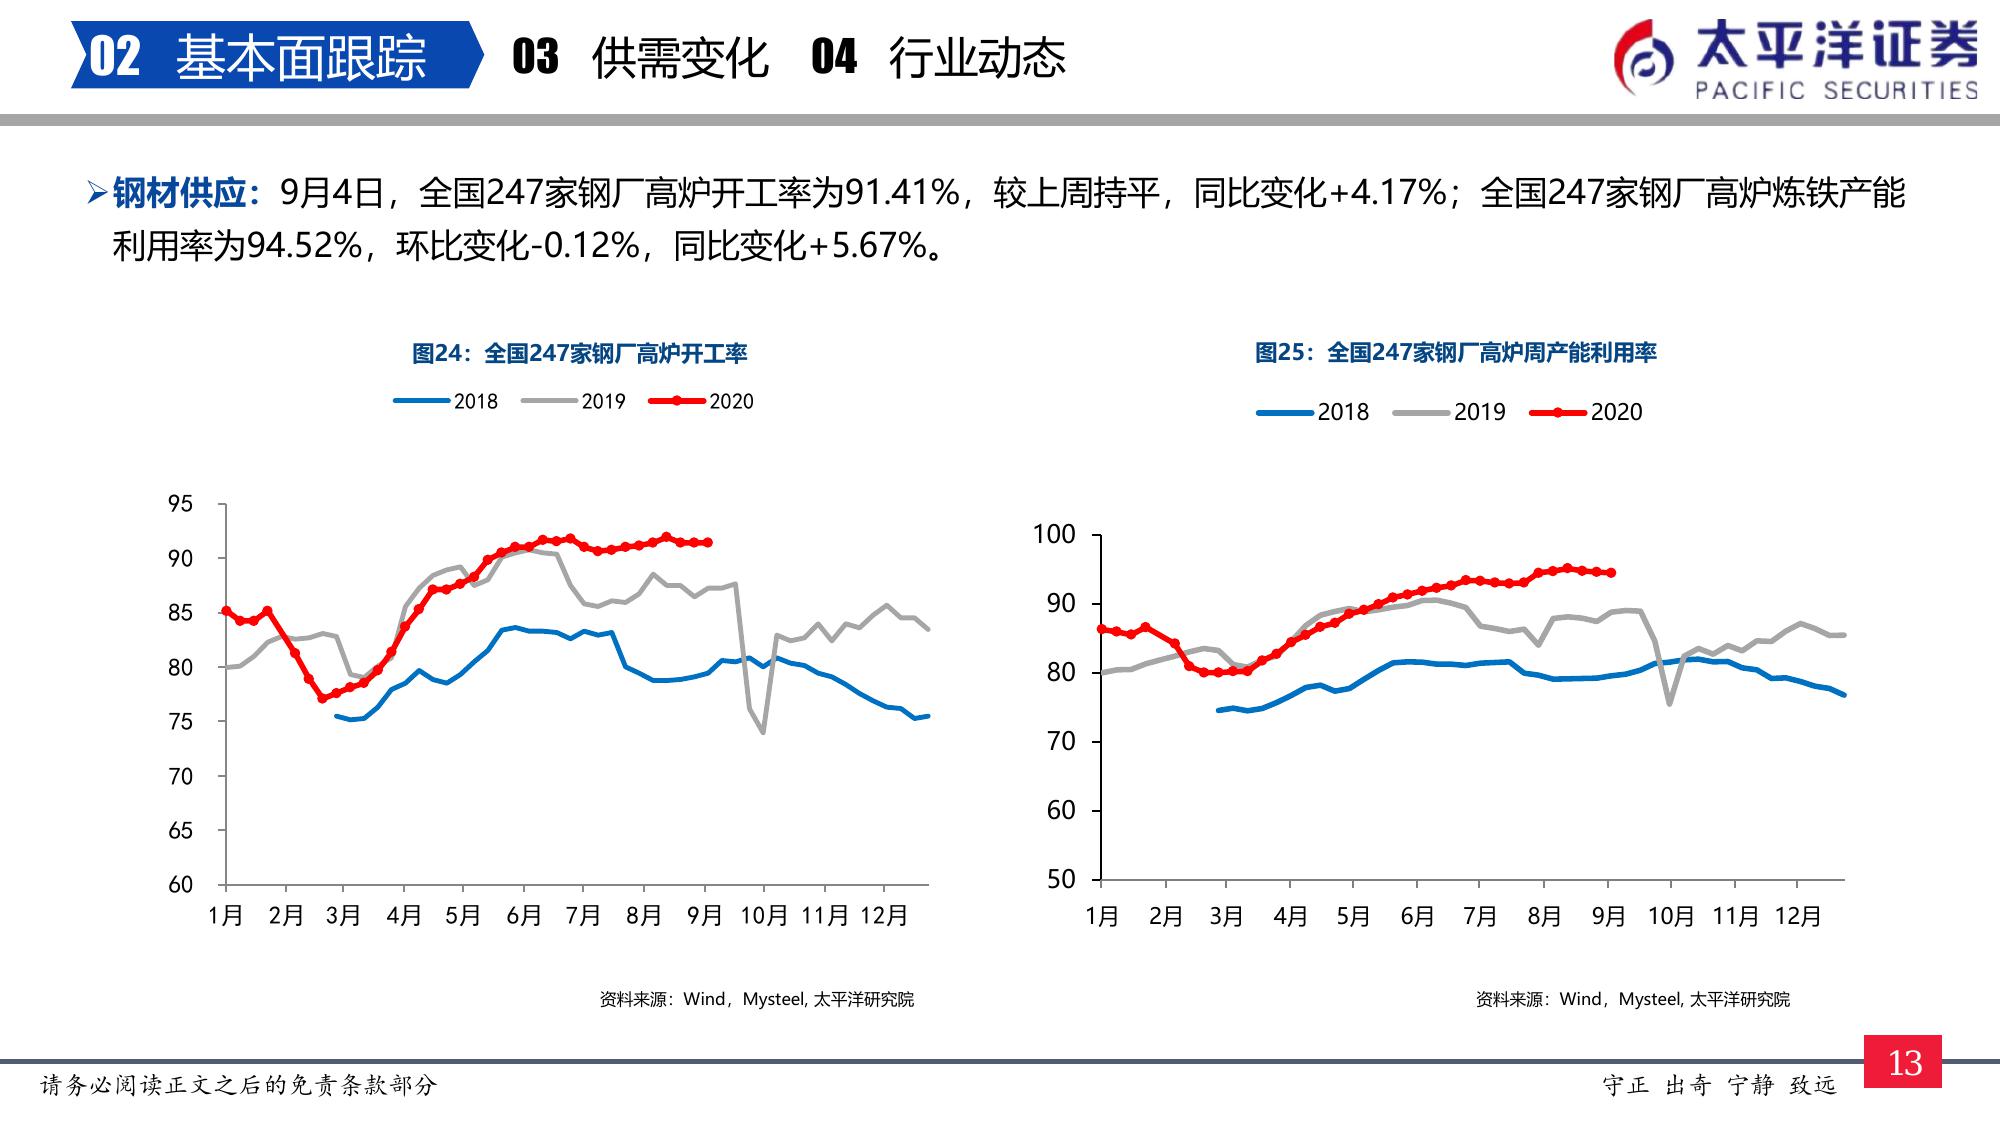 02 基本面跟踪 03 供需变化 04 行业动态
太平洋证券
PACIFIC SECURITIES
➢钢材供应：9月4日，全国247家钢厂高炉开工率为91.41%，较上周持平，同比变化+4.17%；全国247家钢厂高炉炼铁产能
利用率为94.52%，环比变化-0.12%，同比变化+5.67%。
图24：全国247家钢厂高炉开工率
2018 2019 2020
95
90
85
80
75
70
65
60
1月 2月 3月 4月 5月 6月 7月 8月 9月 10月 11月 12月
资料来源：Wind，Mysteel, 太平洋研究院
图25：全国247家钢厂高炉周产能利用率
2018 2019 2020
100
90
80
70
60
50
1月 2月 3月 4月 5月 6月 7月 8月 9月 10月 11月 12月
资料来源：Wind，Mysteel, 太平洋研究院
请务必阅读正文之后的免责条款部分
守正 出奇 宁静 致远
13